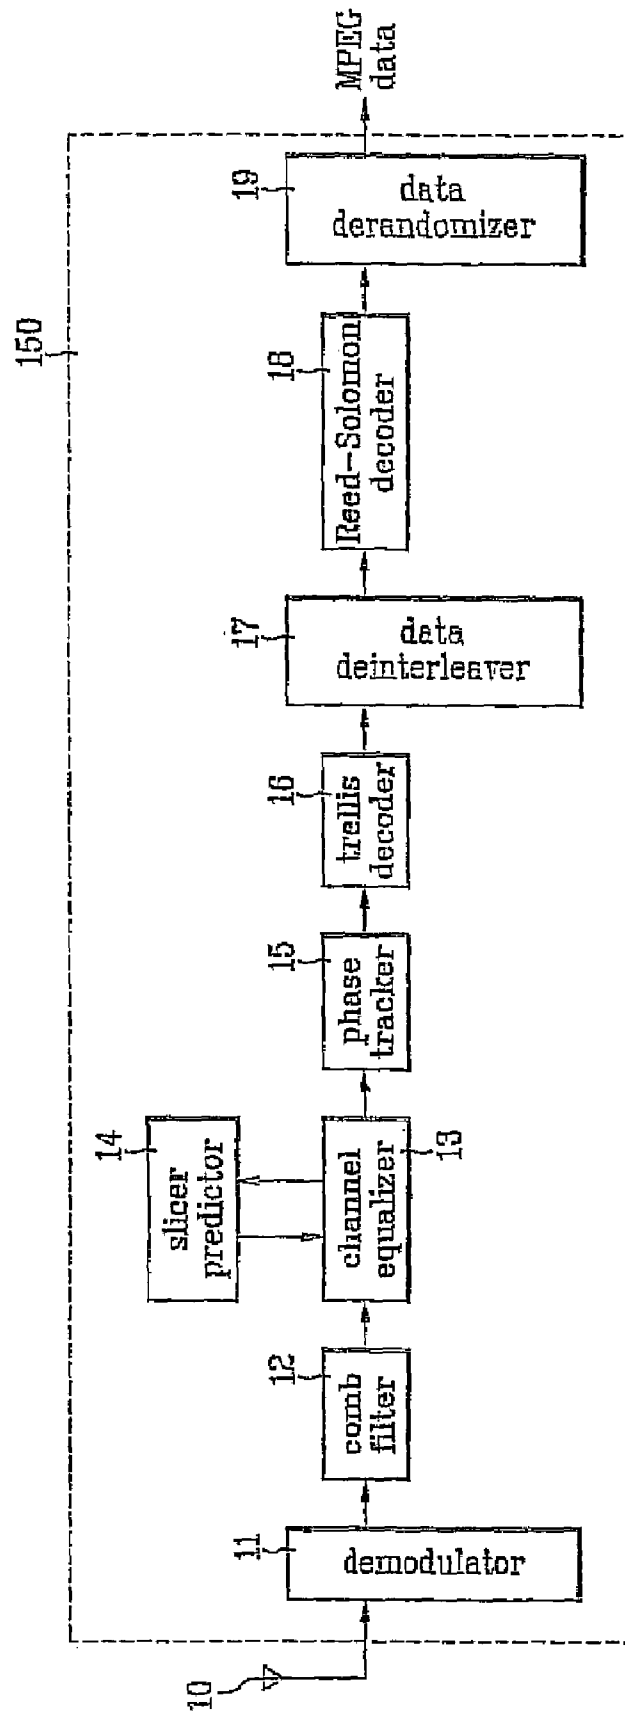 150
10
11
demodulator
12
comb
filter
14
slicer
predictor
channel
equalizer
13
15
phase
tracker
16
trellis
decoder
17
data
deinterleaver
18
Reed-Solomon
decoder
19
data
derandomizer
MPEG
data